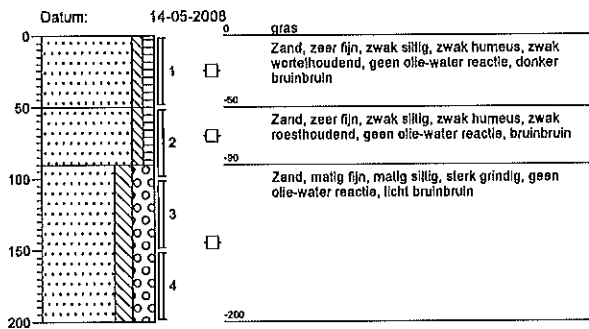 Datum: 14-05-2008
0 0 gras
Zand, zeer fijn, zwak siltig, zwak humeus, zwak
wortelhoudend, geen olie-water reactie, donker
bruinbruin
1
50 -50
Zand, zeer fijn, zwak siltig, zwak humeus, zwak
roesthoudend, geen olie-water reactie, bruinbruin
2
-90
100
Zand, matig fijn, matig siltig, sterk grindig, geen
olie-water reactie, licht bruinbruin
3
150
4
200 -200